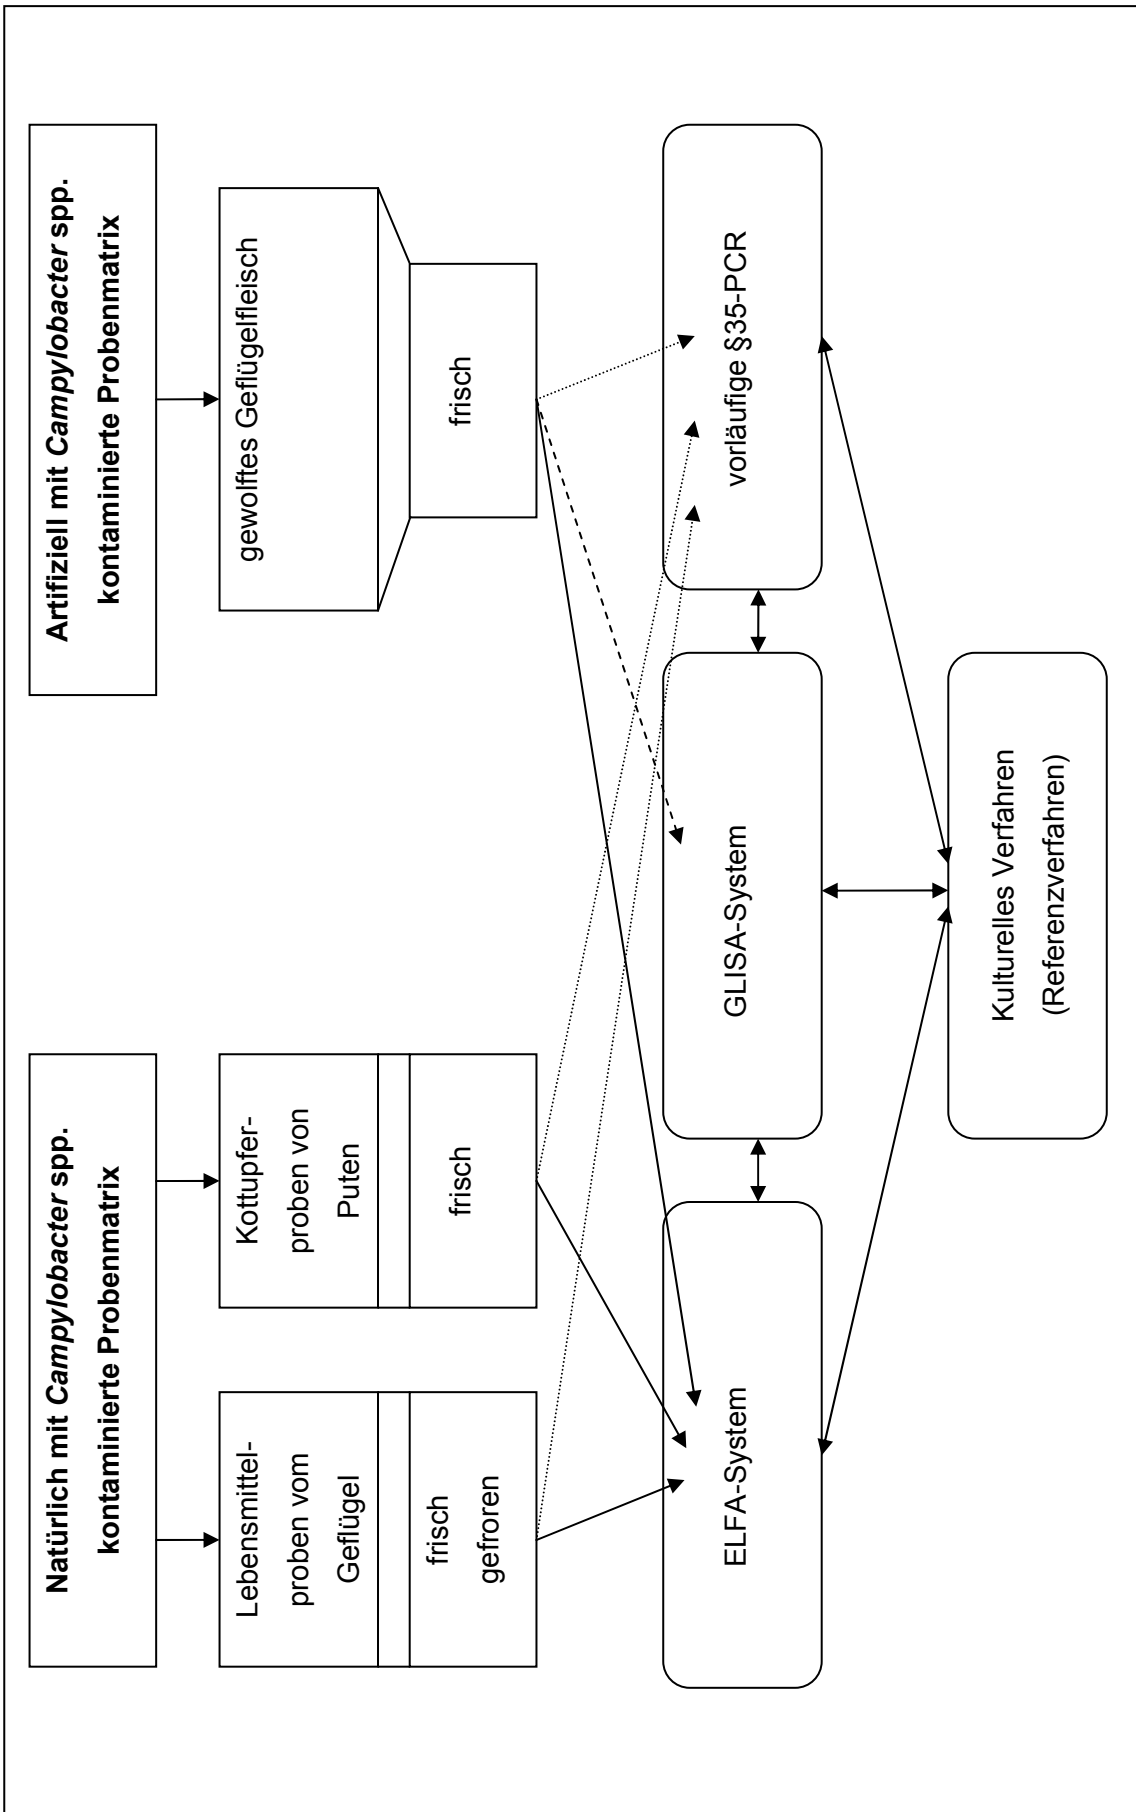 Natürlich mit Campylobacter spp.
kontaminierte Probenmatrix
Artifiziell mit Campylobacter spp.
kontaminierte Probenmatrix
Lebensmittel-
proben vom
Geflügel
frisch
gefroren
Kottupfer-
proben von
Puten
frisch
gewolftes Geflügelfleisch
frisch
ELFA-System
GLISA-System
vorläufige §35-PCR
Kulturelles Verfahren
(Referenzverfahren)